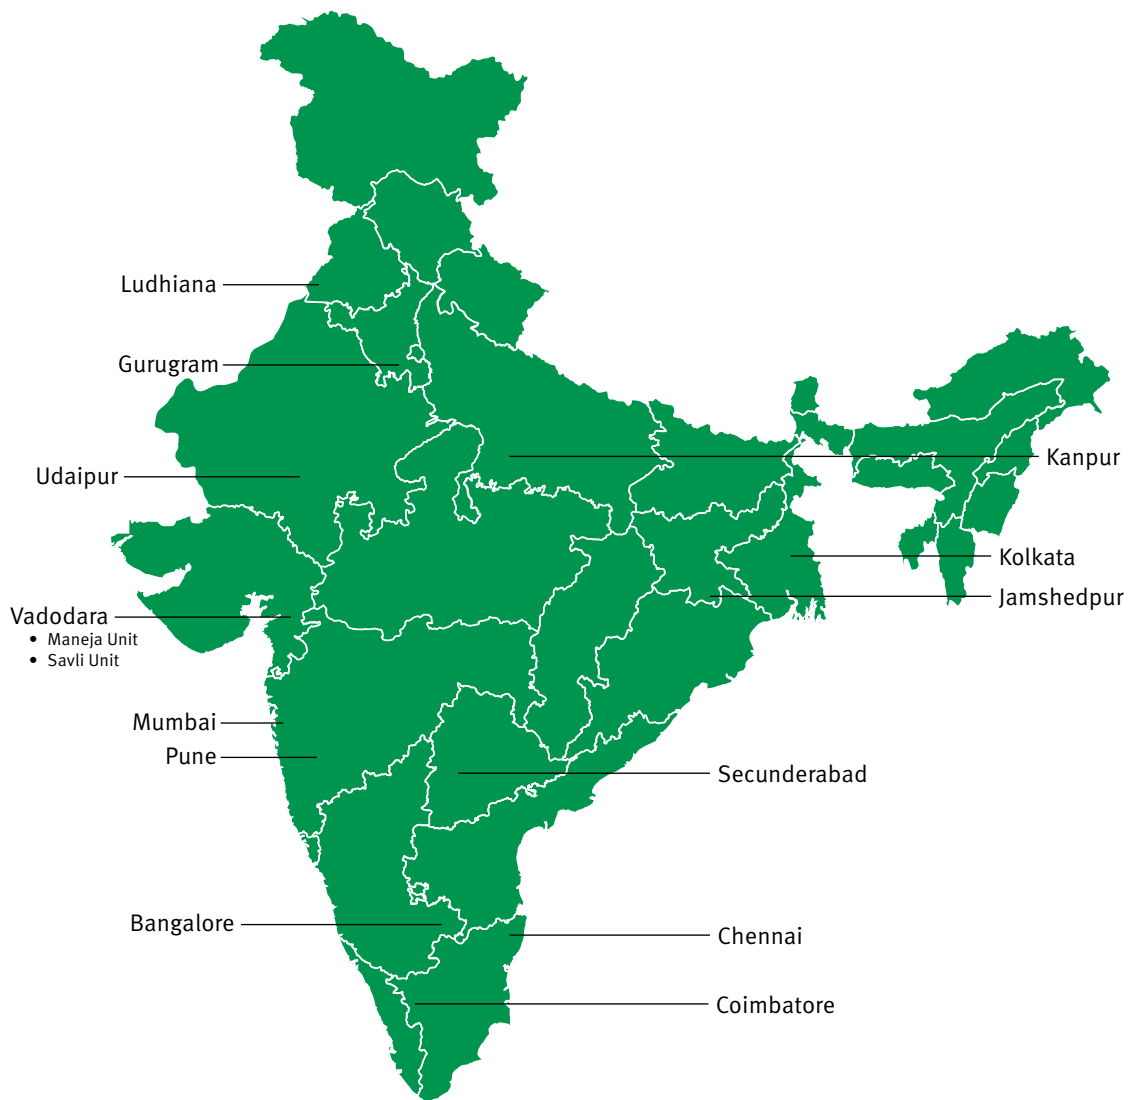 Ludhiana
Gurugram
Kanpur
Udaipur
Kolkata
Jamshedpur
Vadodara
• Maneja Unit
• Savli Unit
Mumbai
Pune
Secunderabad
Bangalore
Chennai
Coimbatore